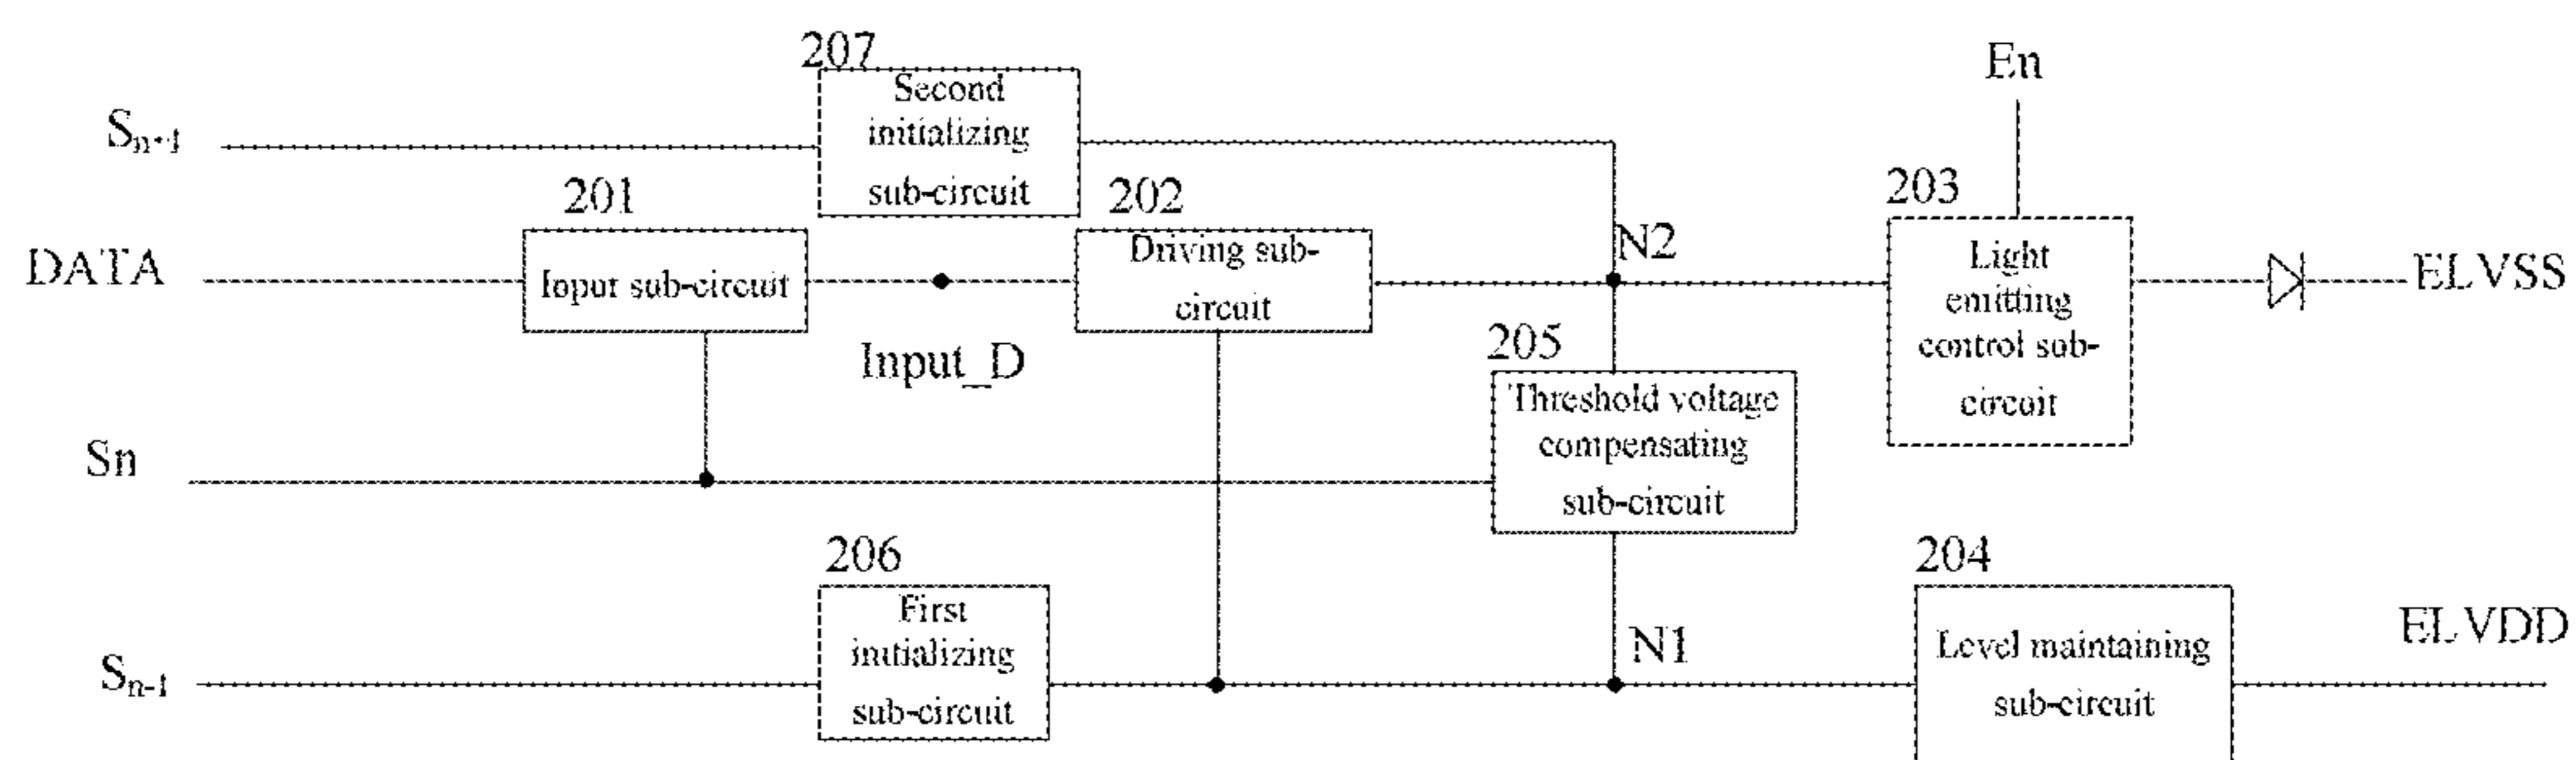 207
Second
initializing
sub-circuit
En
Sn+1
201
202
N2
203
DATA
Input sub-circuit
Driving sub-
circuit
Light
emitting
control sub-
circuit
ELVSS
Input_D
205
Threshold voltage
compensating
sub-circuit
Sn
206
First
initializing
sub-circuit
N1
204
Level maintaining
sub-circuit
ELVDD
Sn-1